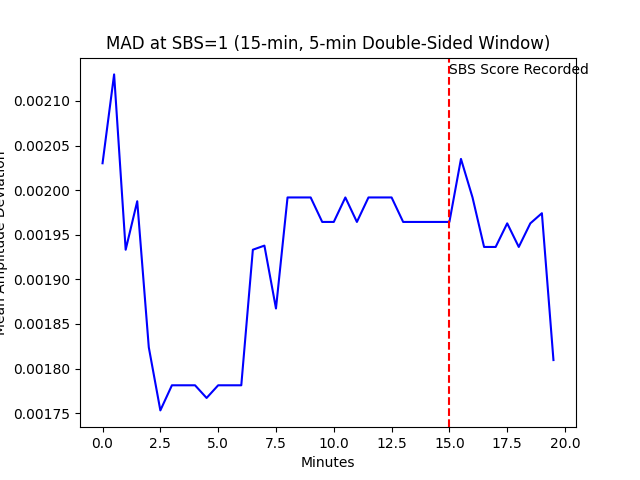 MAD at SBS=1 (15-min, 5-min Double-Sided Window)
SBS Score Recorded
Mean Amplitude Deviation
0.00210
0.00205
0.00200
0.00195
0.00190
0.00185
0.00180
0.00175
0.0 2.5 5.0 7.5 10.0 12.5 15.0 17.5 20.0
Minutes